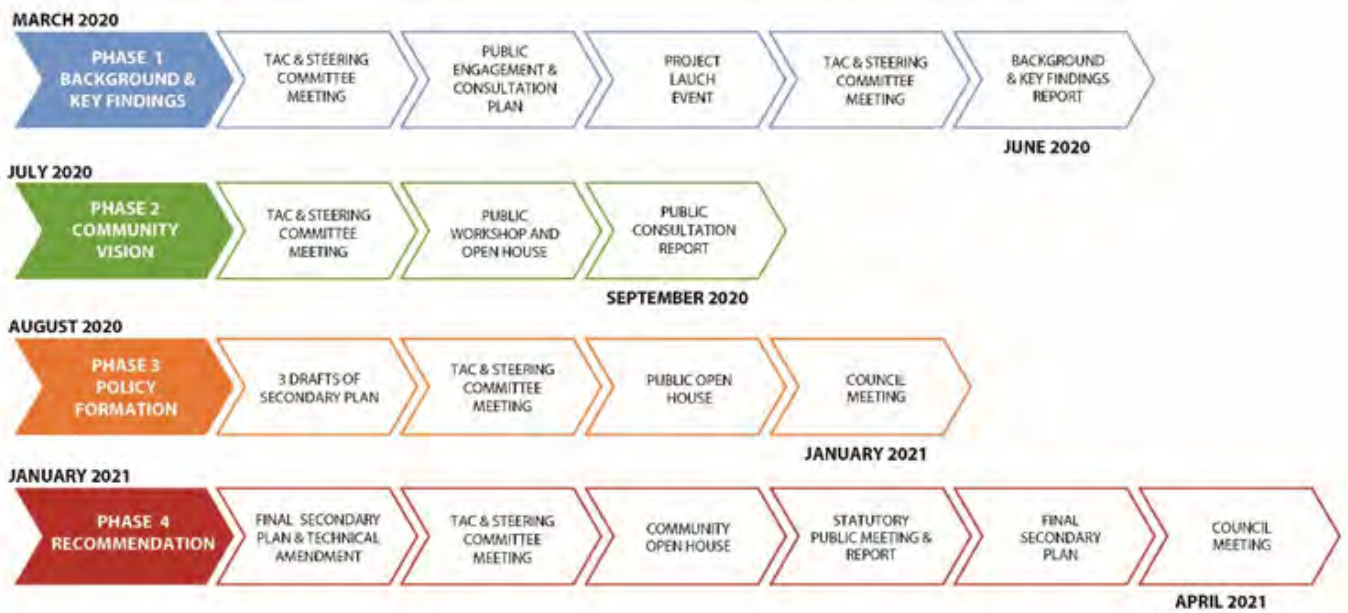 MARCH 2020
PHASE 1
BACKGROUND &
KEY FINDINGS
TAC & STEERING
COMMITTEE
MEETING
PUBLIC
ENGAGEMENT &
CONSULTATION
PLAN
PROJECT
LAUCH
EVENT
TAC & STEERING
COMMITTEE
MEETING
BACKGROUND
& KEY FINDINGS
REPORT
JUNE 2020
JULY 2020
PHASE 2
COMMUNITY
VISION
TAC & STEERING
COMMITTEE
MEETING
PUBLIC
WORKSHOP AND
OPEN HOUSE
PUBLIC
CONSULTATION
REPORT
SEPTEMBER 2020
AUGUST 2020
PHASE 3
POLICY
FORMATION
3 DRAFTS OF
SECONDARY PLAN
TAC & STEERING
COMMITTEE
MEETING
PUBLIC OPEN
HOUSE
COUNCIL
MEETING
JANUARY 2021
JANUARY 2021
PHASE 4
RECOMMENDATION
FINAL SECONDARY
PLAN & TECHNICAL
AMENDMENT
TAC & STEERING
COMMITTEE
MEETING
COMMUNITY
OPEN HOUSE
STATUTORY
PUBLIC MEETING &
REPORT
FINAL
SECONDARY
PLAN
COUNCIL
MEETING
APRIL 2021